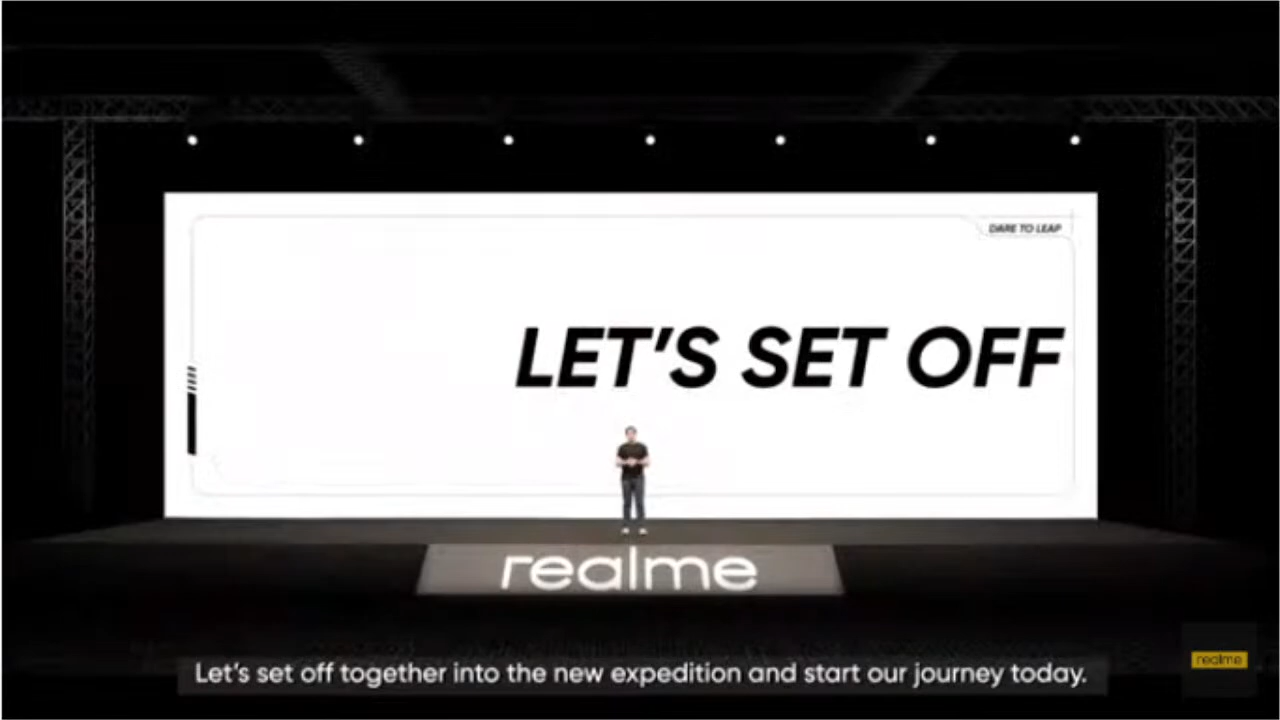 DARE TO LEAP
LET'S SET OFF
realme
Let's set off together into the new expedition and start our journey today.
realme